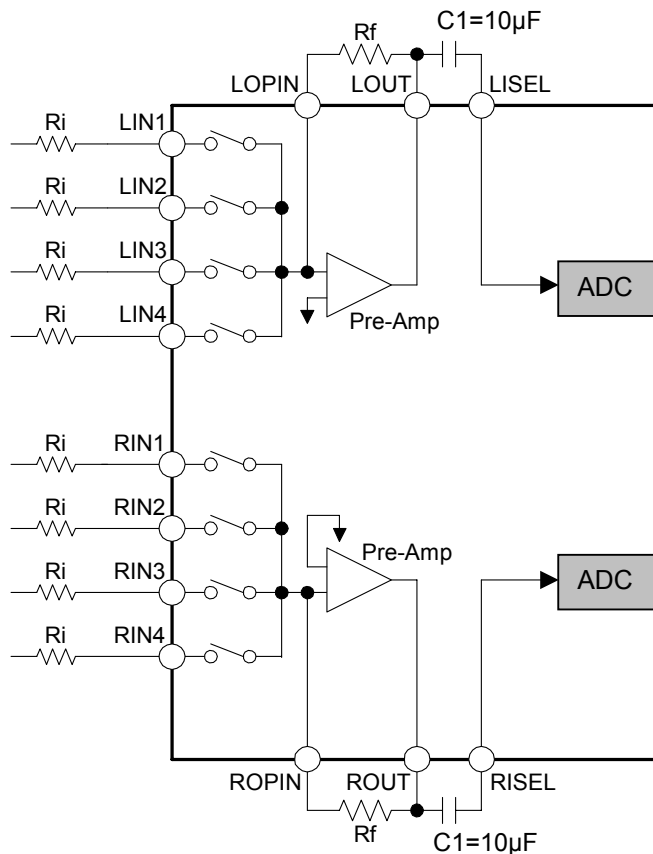 C1=10µF
Rf
LOPIN LOUT LISEL
Ri LIN1
Ri LIN2
Ri LIN3
ADC
Ri LIN4
Pre-Amp
Ri RIN1
Ri RIN2
Pre-Amp
Ri RIN3
ADC
Ri RIN4
ROPIN ROUT RISEL
Rf
C1=10µF